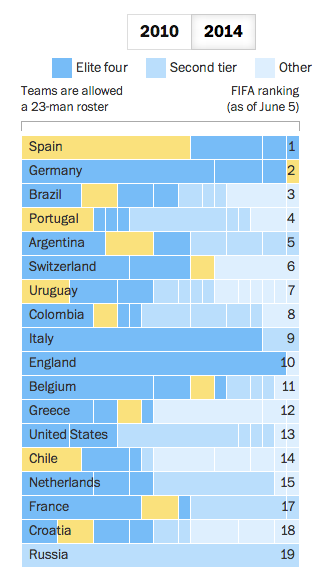 2010 2014
Elite four Second tier Other
Teams are allowed FIFA ranking
a 23-man roster (as of June 5)
Spain 1
Germany 2
Brazil 3
Portugal 4
Argentina 5
Switzerland 6
Uruguay 7
Colombia 8
Italy 9
England 10
Belgium 11
Greece 12
United States 13
Chile 14
Netherlands 15
France 17
Croatia 18
Russia 19